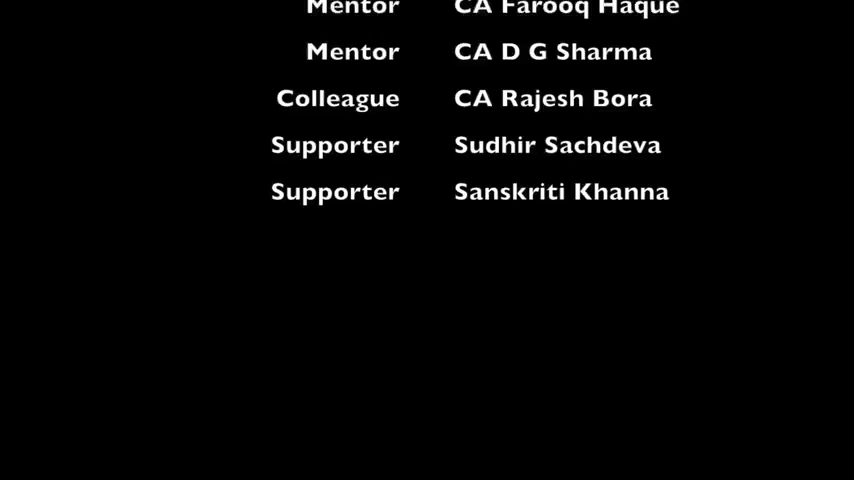 Mentor CA Farooq Haque
Mentor CA D G Sharma
Colleague CA Rajesh Bora
Supporter Sudhir Sachdeva
Supporter Sanskriti Khanna